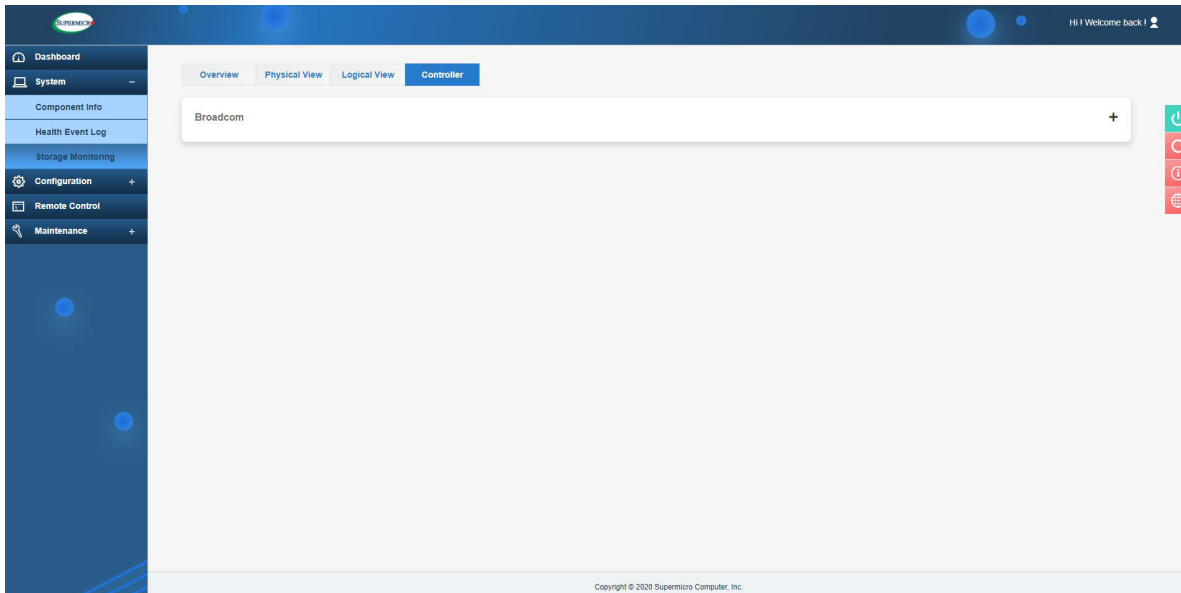 SUPERMICR
Hi ! Welcome back !
Dashboard
System
Component Info
Health Event Log
Storage Monitoring
Configuration
Remote Control
Maintenance
Overview Physical View Logical View Controller
Broadcom
Copyright © 2020 Supermicro Computer, Inc.